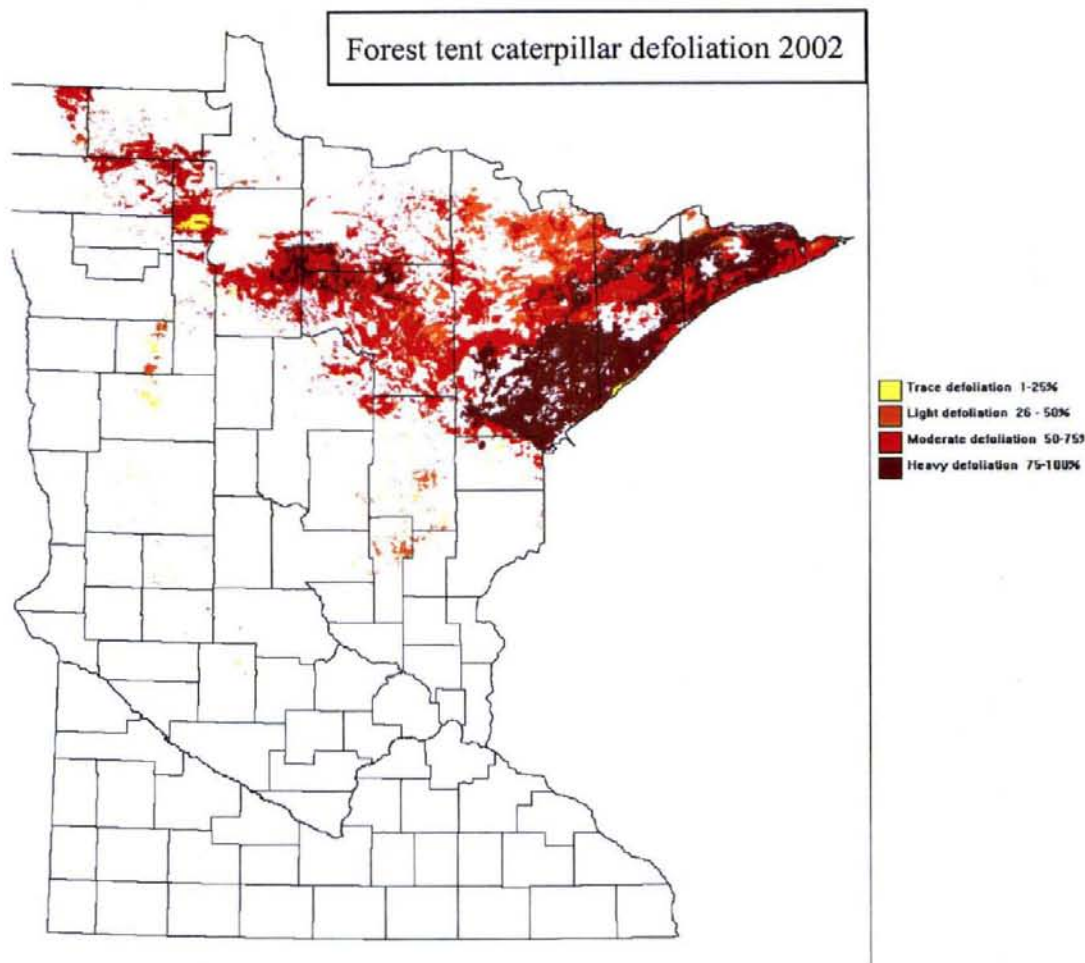 Forest tent caterpillar defoliation 2002
Trace defoliation 1-25%
Light defoliation 26 - 50%
Moderate defoliation 50-75%
Heavy defoliation 75-100%